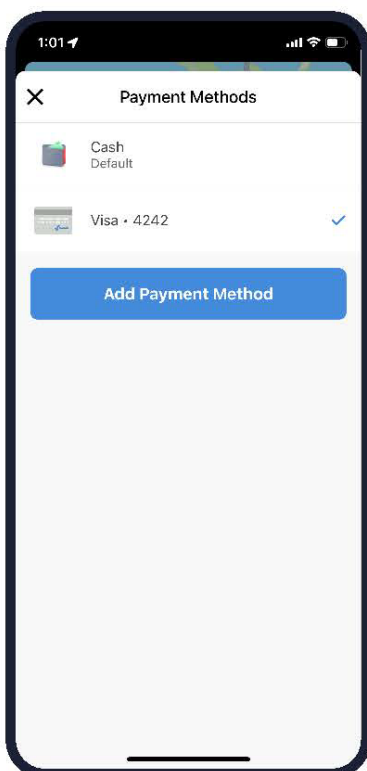 1:01
Payment Methods
Cash
Default
Visa • 4242
Add Payment Method